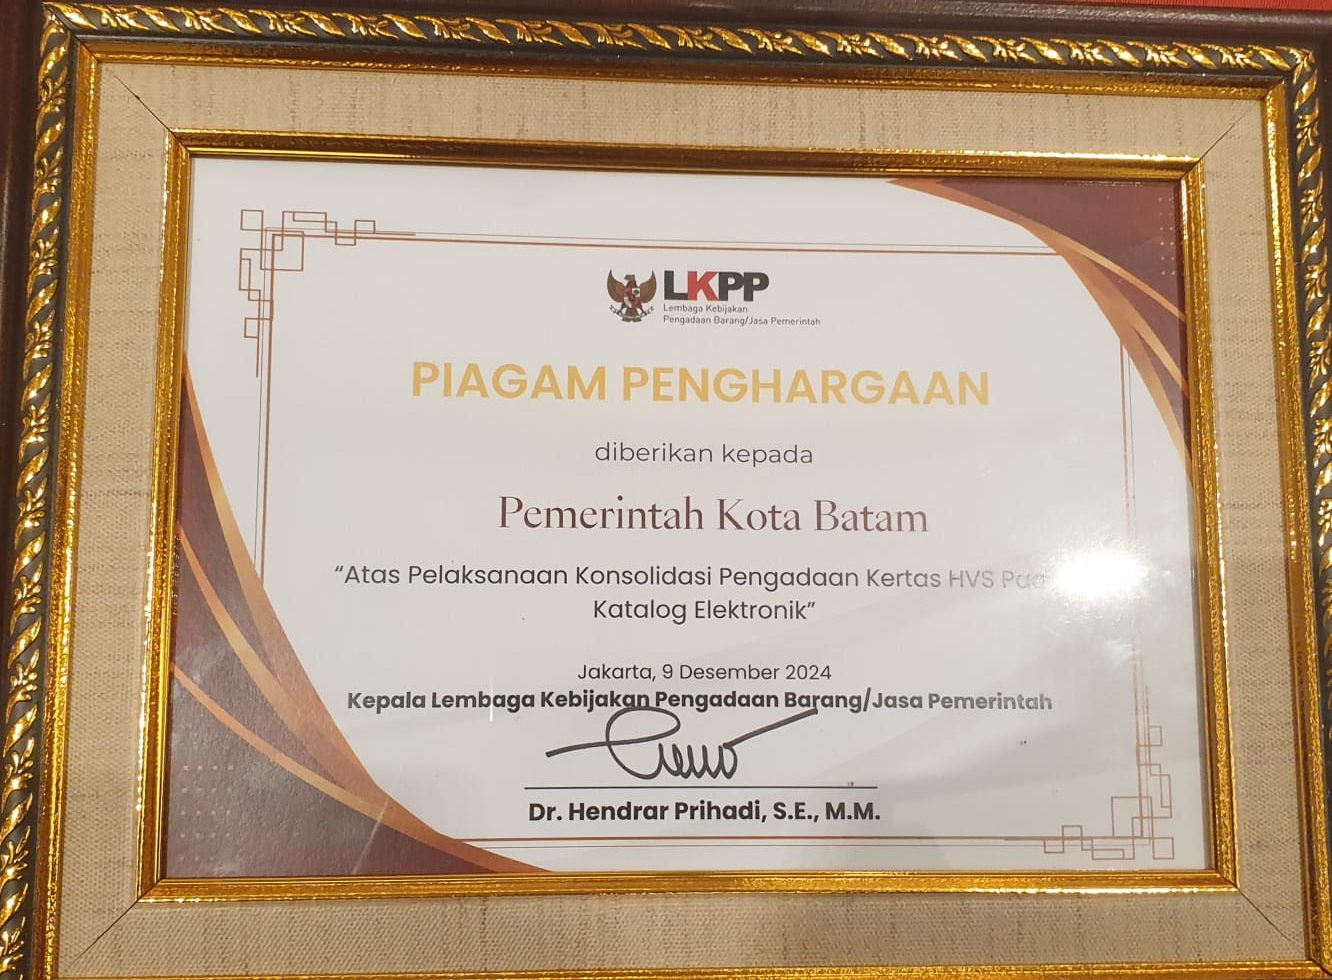 LKPP
Lembaga Kebijakan
Pengadaan Barang/Jasa Pemerintah
PIAGAM PENGHARGAAN
diberikan kepada
Pemerintah Kota Batam
“Atas Pelaksanaan Konsolidasi Pengadaan Kertas HVS
Katalog Elektronik”
Jakarta, 9 Desember 2024
Kepala Lembaga Kebijakan Pengadaan Barang/Jasa Pemerintah
Dr. Hendrar Prihadi, S.E., M.M.